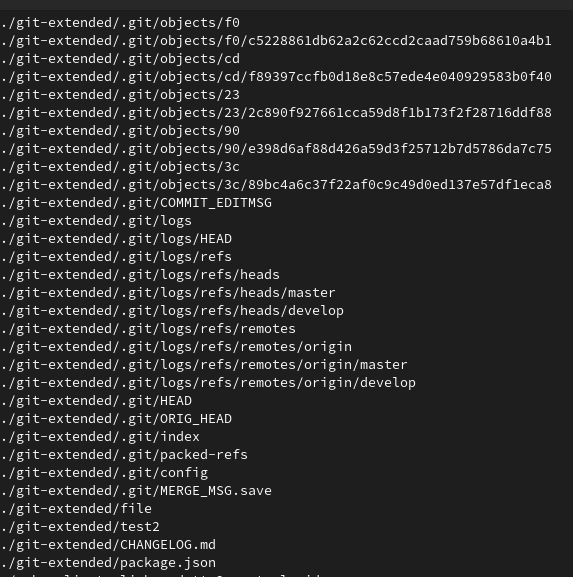 ./git-extended/.git/objects/f0
./git-extended/.git/objects/f0/c5228861db62a2c62ccd2caad759b68610a4b1
./git-extended/.git/objects/cd
./git-extended/.git/objects/cd/f89397ccfb0d18e8c57ede4e040929583b0f40
./git-extended/.git/objects/23
./git-extended/.git/objects/23/2c890f927661cca59d8f1b173f2f28716ddf88
./git-extended/.git/objects/90
./git-extended/.git/objects/90/e398d6af88d426a59d3f25712b7d5786da7c75
./git-extended/.git/objects/3c
./git-extended/.git/objects/3c/89bc4a6c37f22af0c9c49d0ed137e57df1eca8
./git-extended/.git/COMMIT_EDITMSG
./git-extended/.git/logs
./git-extended/.git/logs/HEAD
./git-extended/.git/logs/refs
./git-extended/.git/logs/refs/heads
./git-extended/.git/logs/refs/heads/master
./git-extended/.git/logs/refs/heads/develop
./git-extended/.git/logs/refs/remotes
./git-extended/.git/logs/refs/remotes/origin
./git-extended/.git/logs/refs/remotes/origin/master
./git-extended/.git/logs/refs/remotes/origin/develop
./git-extended/.git/HEAD
./git-extended/.git/ORIG_HEAD
./git-extended/.git/index
./git-extended/.git/packed-refs
./git-extended/.git/config
./git-extended/.git/MERGE_MSG.save
./git-extended/file
./git-extended/test2
./git-extended/CHANGELOG.md
./git-extended/package.json